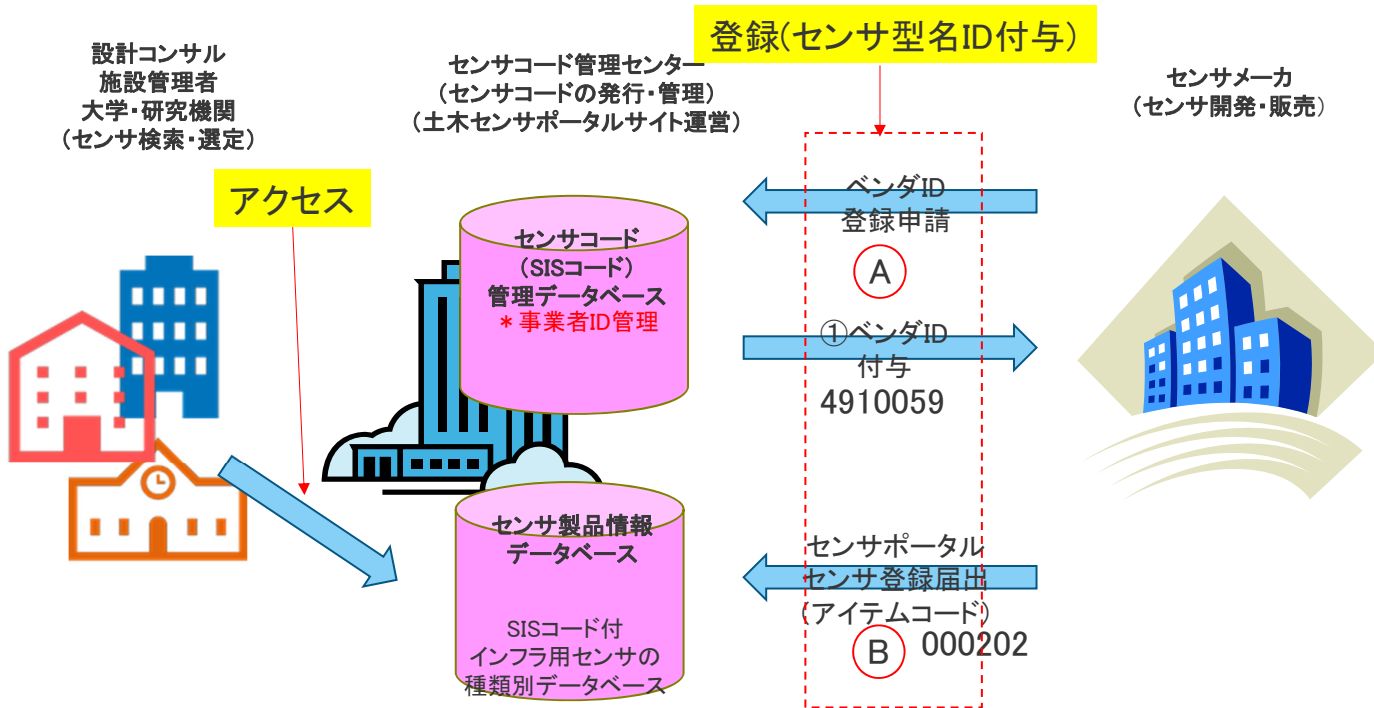 登録(センサ型名ID付与)
設計コンサル
施設管理者
大学・研究機関
(センサ検索・選定)
センサコード管理センター
(センサコードの発行・管理)
(土木センサポータルサイト運営)
センサメーカ
(センサ開発・販売)
アクセス
センサコード
(SISコード)
管理データベース
*事業者ID管理
ベンダID
登録申請
A
①ベンダID
付与
4910059
センサ製品情報
データベース
SISコード付
インフラ用センサの
種類別データベース
センサポータル
センサ登録届出
(アイテムコード)
B 000202